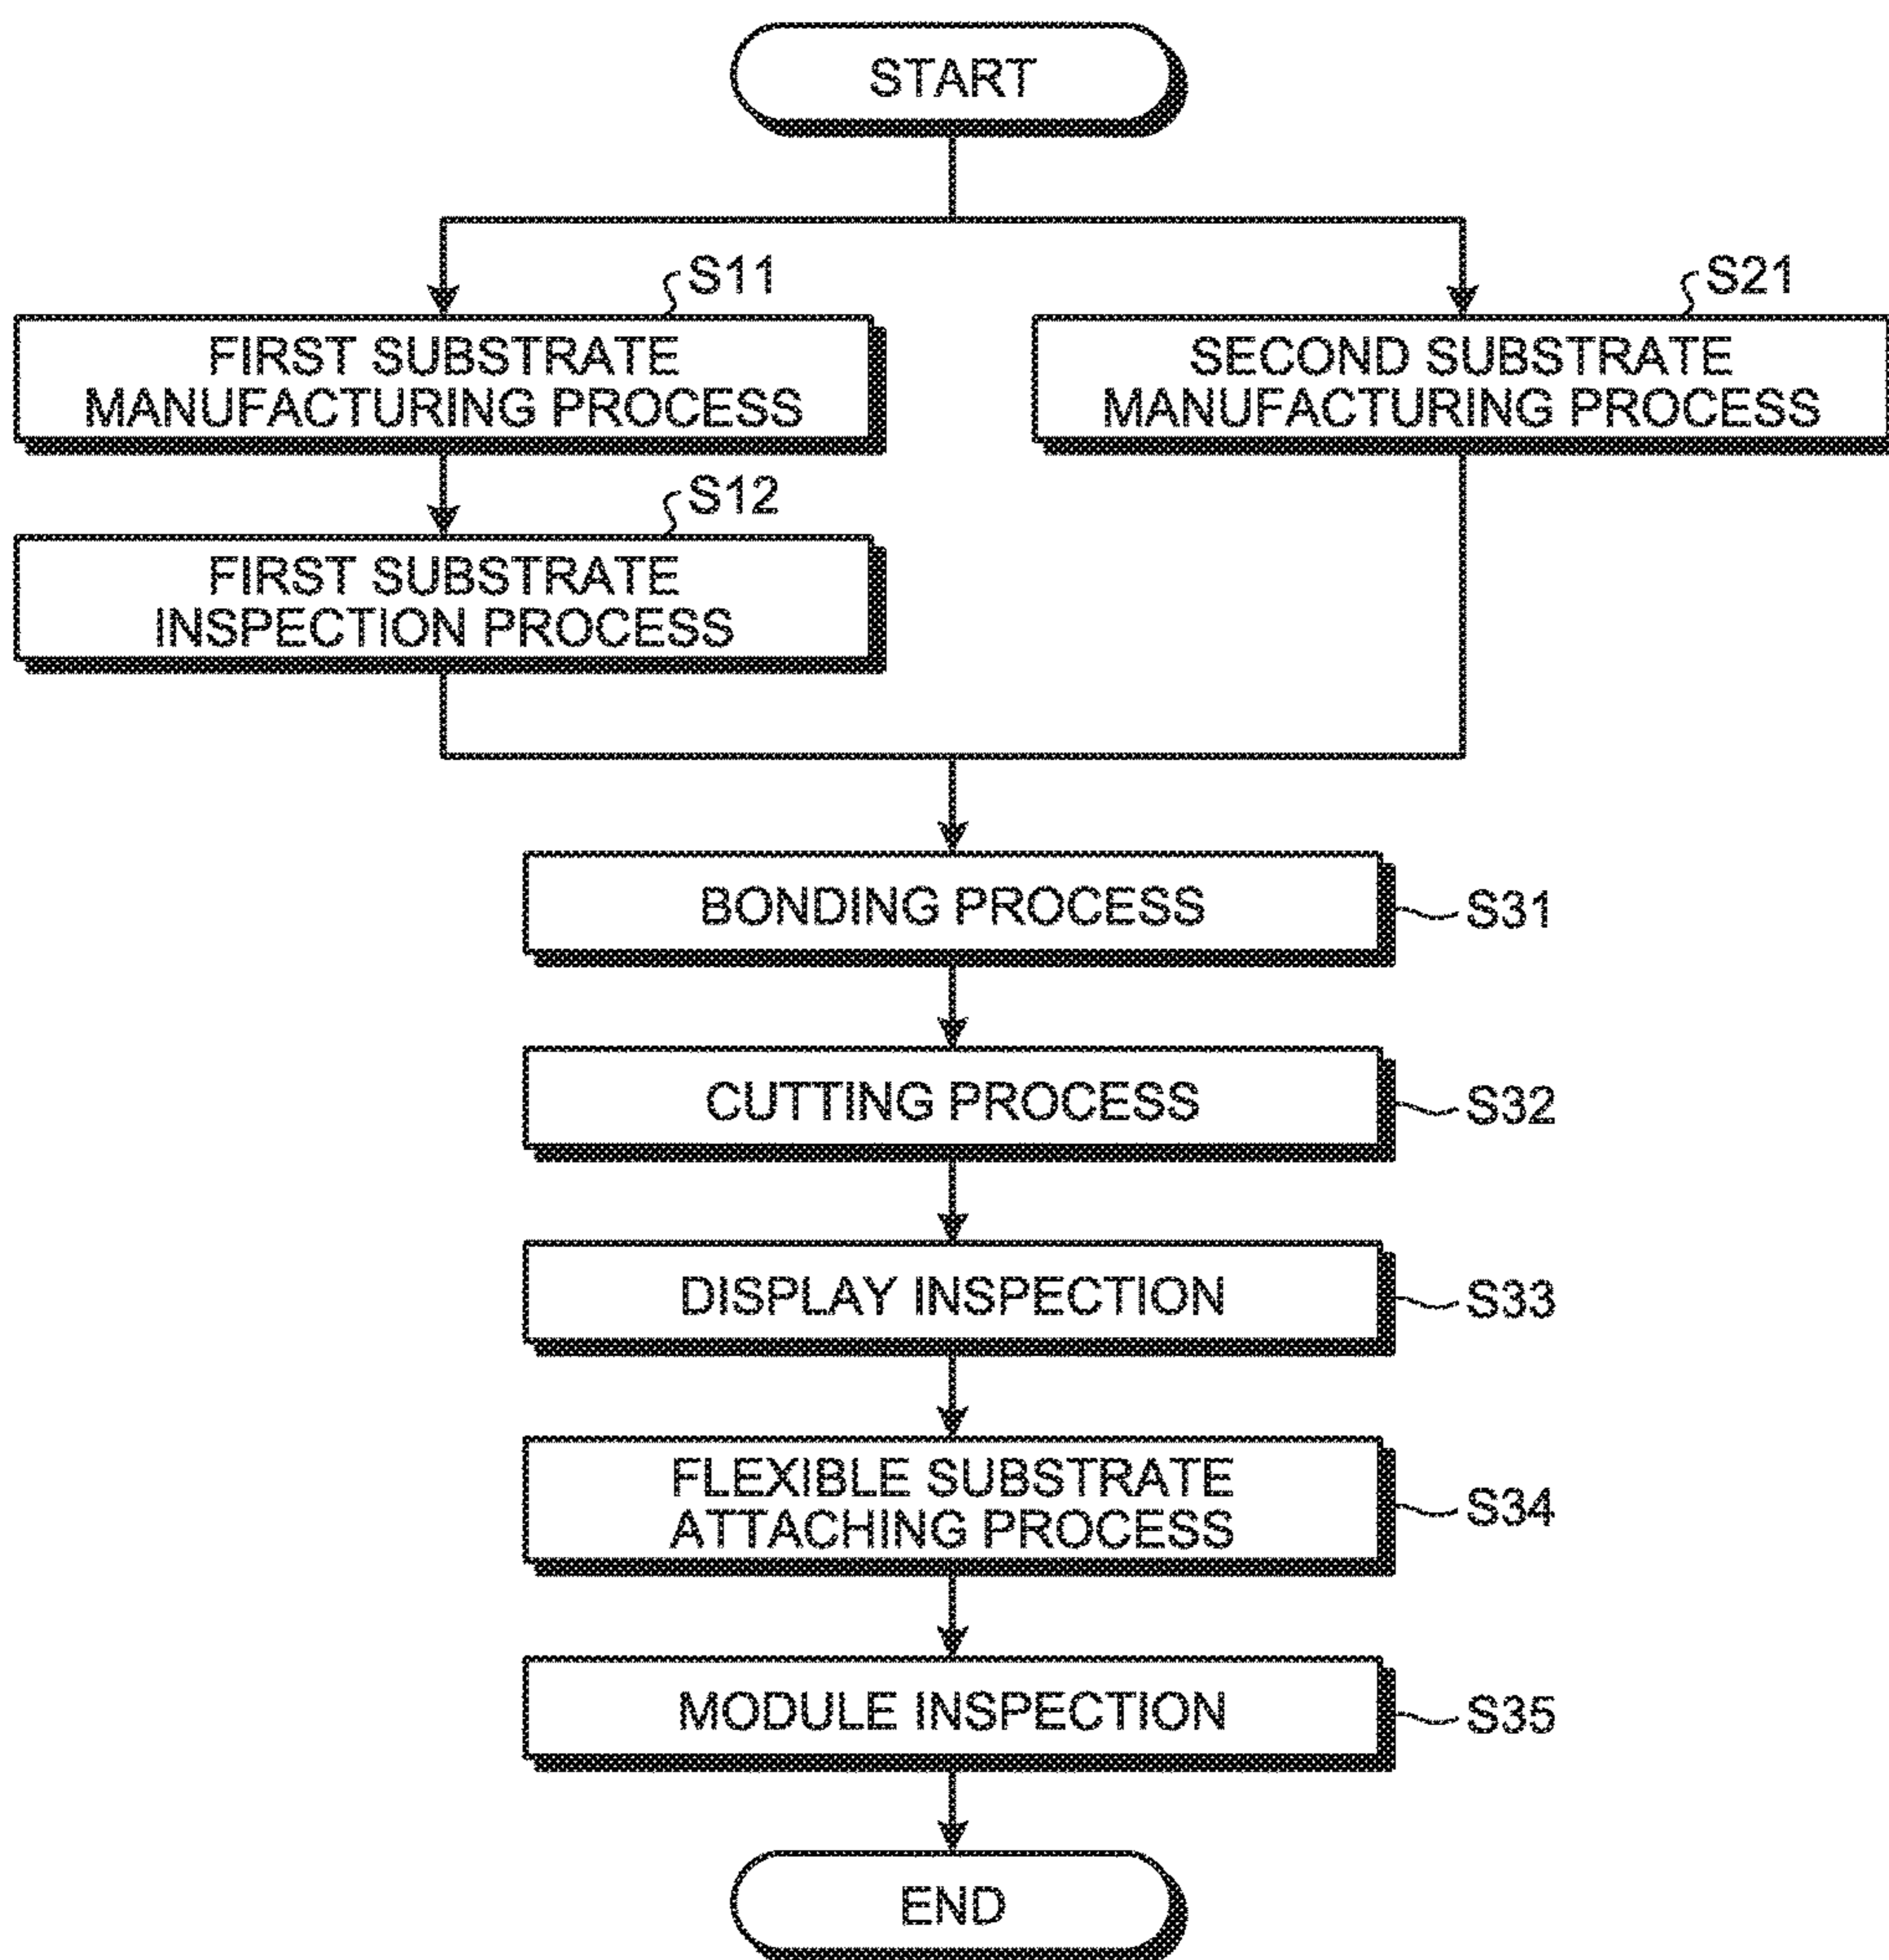 START
S11
S21
FIRST SUBSTRATE
MANUFACTURING PROCESS
SECOND SUBSTRATE
MANUFACTURING PROCESS
S12
FIRST SUBSTRATE
INSPECTION PROCESS
BONDING PROCESS
S31
CUTTING PROCESS
S32
DISPLAY INSPECTION
S33
FLEXIBLE SUBSTRATE
ATTACHING PROCESS
S34
MODULE INSPECTION
S35
END